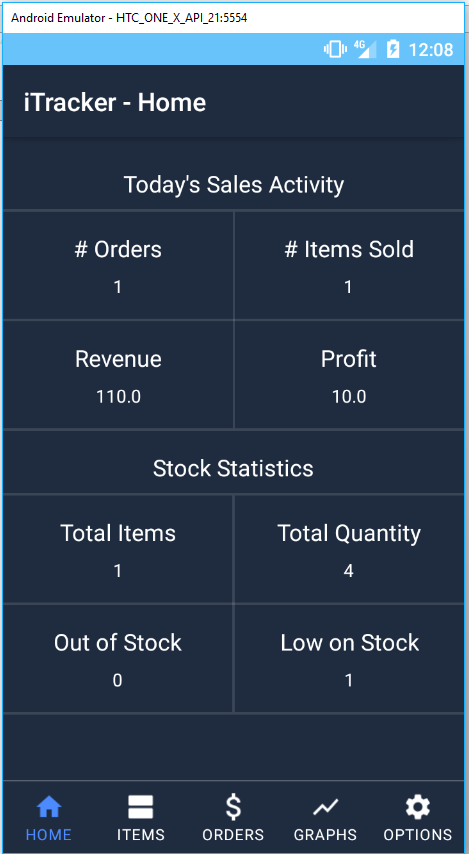 Android Emulator - HTC_ONE_X_API_21:5554
4G 12:08
iTracker - Home
Today's Sales Activity
# Orders # Items Sold
1 1
Revenue Profit
110.0 10.0
Stock Statistics
Total Items Total Quantity
1 4
Out of Stock Low on Stock
0 1
HOME ITEMS ORDERS GRAPHS OPTIONS